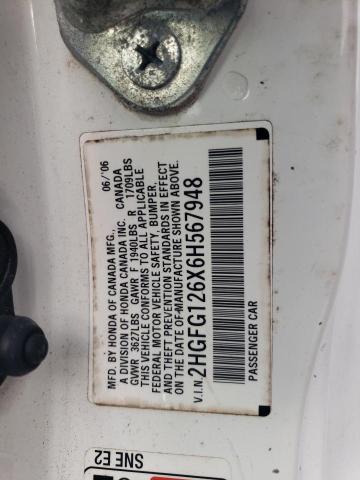 MFD. BY HONDA OF CANADA MFG., 06/'06
A DIVISION OF HONDA CANADA INC. CANADA
GVWR 3627LBS GAWR F 1940LBS R 1709LBS
THIS VEHICLE CONFORMS TO ALL APPLICABLE
FEDERAL MOTOR VEHICLE SAFETY, BUMPER,
AND THEFT PREVENTION STANDARDS IN EFFECT
ON THE DATE OF MANUFACTURE SHOWN ABOVE.
V.I.N. 2HGFG126X6H567948
PASSENGER CAR
SNE E2